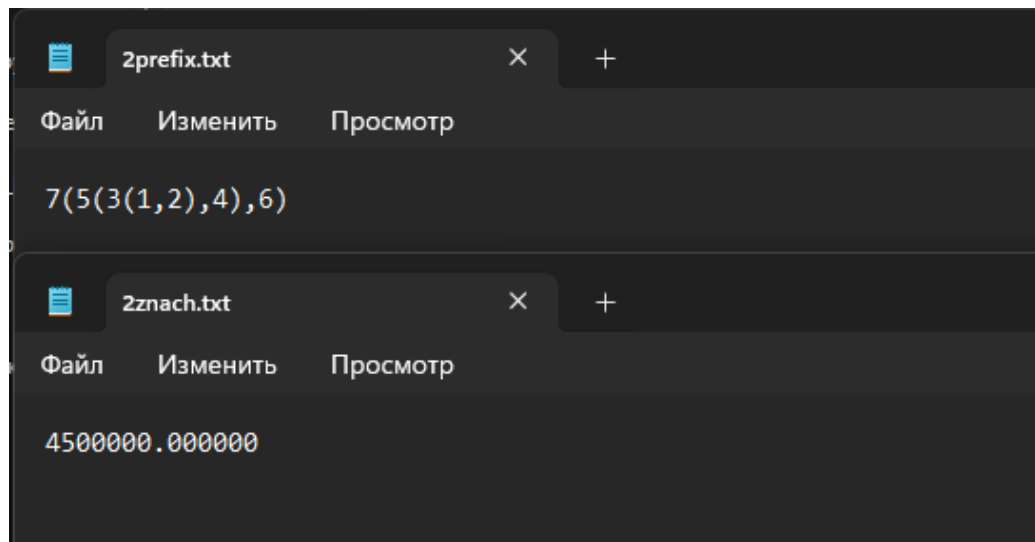 2prefix.txt
Файл Изменить Просмотр
7(5(3(1,2),4),6)
2znach.txt
Файл Изменить Просмотр
4500000.000000